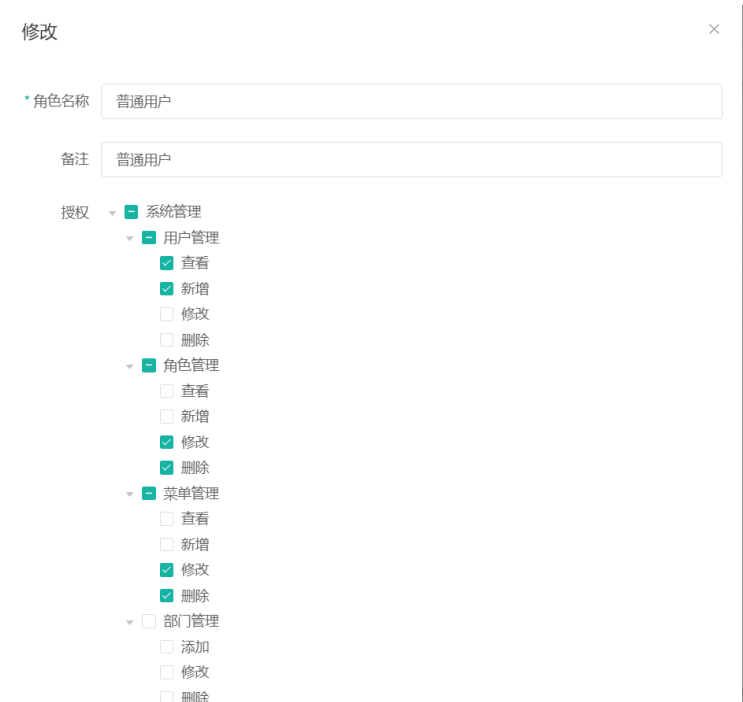 修改
* 角色名称 普通用户
备注 普通用户
授权 系统管理
用户管理
查看
新增
修改
删除
角色管理
查看
新增
修改
删除
菜单管理
查看
新增
修改
删除
部门管理
添加
修改
删除